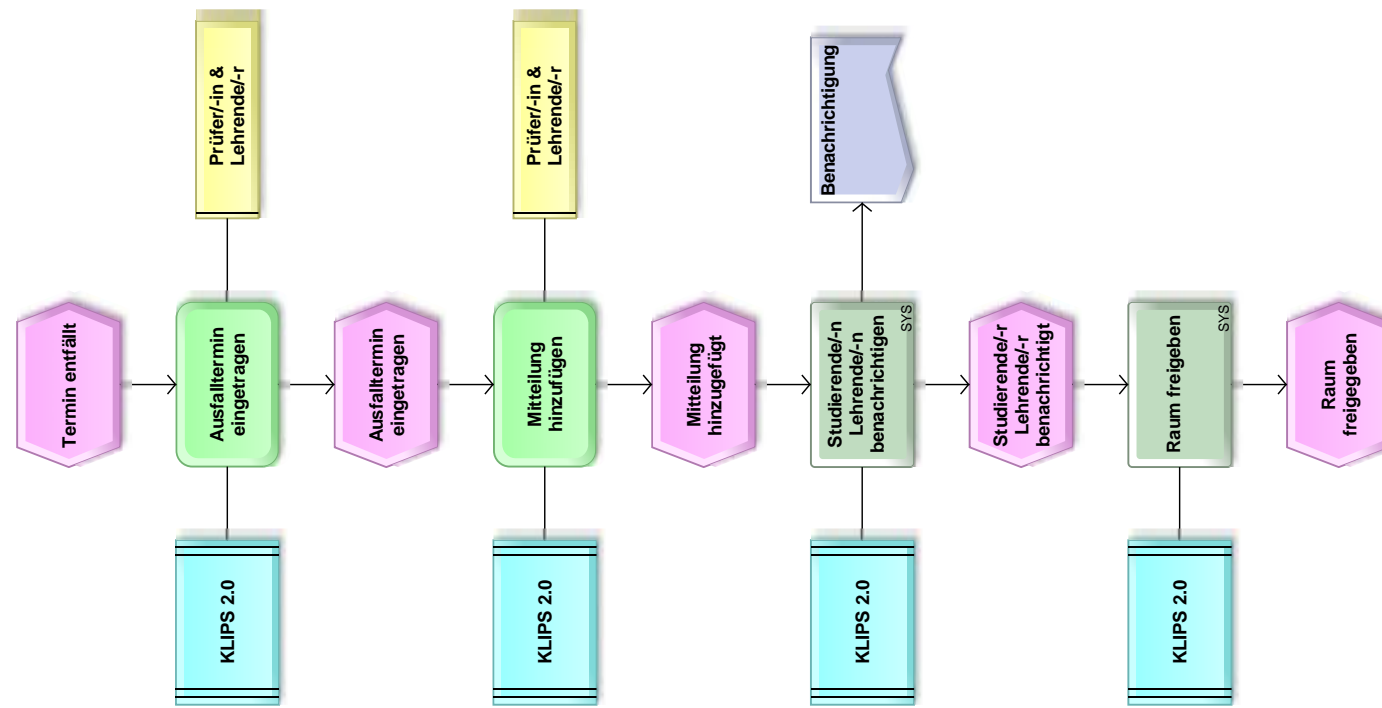 Termin entfällt
Prüfer/-in &
Lehrende/-r
Ausfalltermin
eingetragen
KLIPS 2.0
Ausfalltermin
eingetragen
Prüfer/-in &
Lehrende/-r
Mitteilung
hinzufügen
KLIPS 2.0
Mitteilung
hinzugefügt
Benachrichtigung
Studierende/-n
Lehrende/-n
benachrichtigen
SYS
KLIPS 2.0
Studierende/-r
Lehrende/-r
benachrichtigt
Raum freigeben
SYS
KLIPS 2.0
Raum
freigegeben